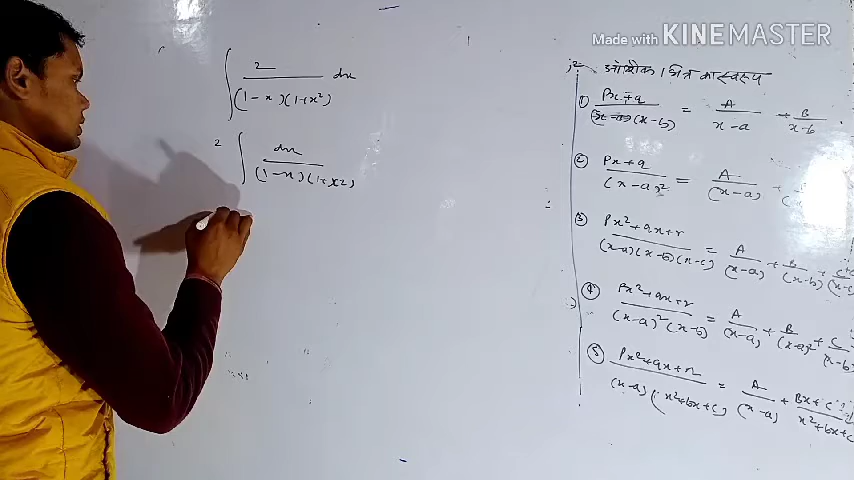 Made with KINEMASTER
∫ 2 / (1-x)(1+x²) dx
2 ∫ dx / (1-x)(1+x2)
आंशिक भिन्न का स्वरूप
① Px+q / (x-a)(x-b) = A / x-a + B / x-b
② Px+q / (x-a)² = A / (x-a) +
③ Px²+qx+r / (x-a)(x-b)(x-c) = A / (x-a) + B / (x-b) + C / (x-c
④ Px²+qx+r / (x-a)²(x-b) = A / (x-a) + B / (x-a)² + C / (x-b)
⑤ Px²+qx+r / (x-a)(x²+bx+c) = A / (x-a) + Bx+c / x²+bx+c